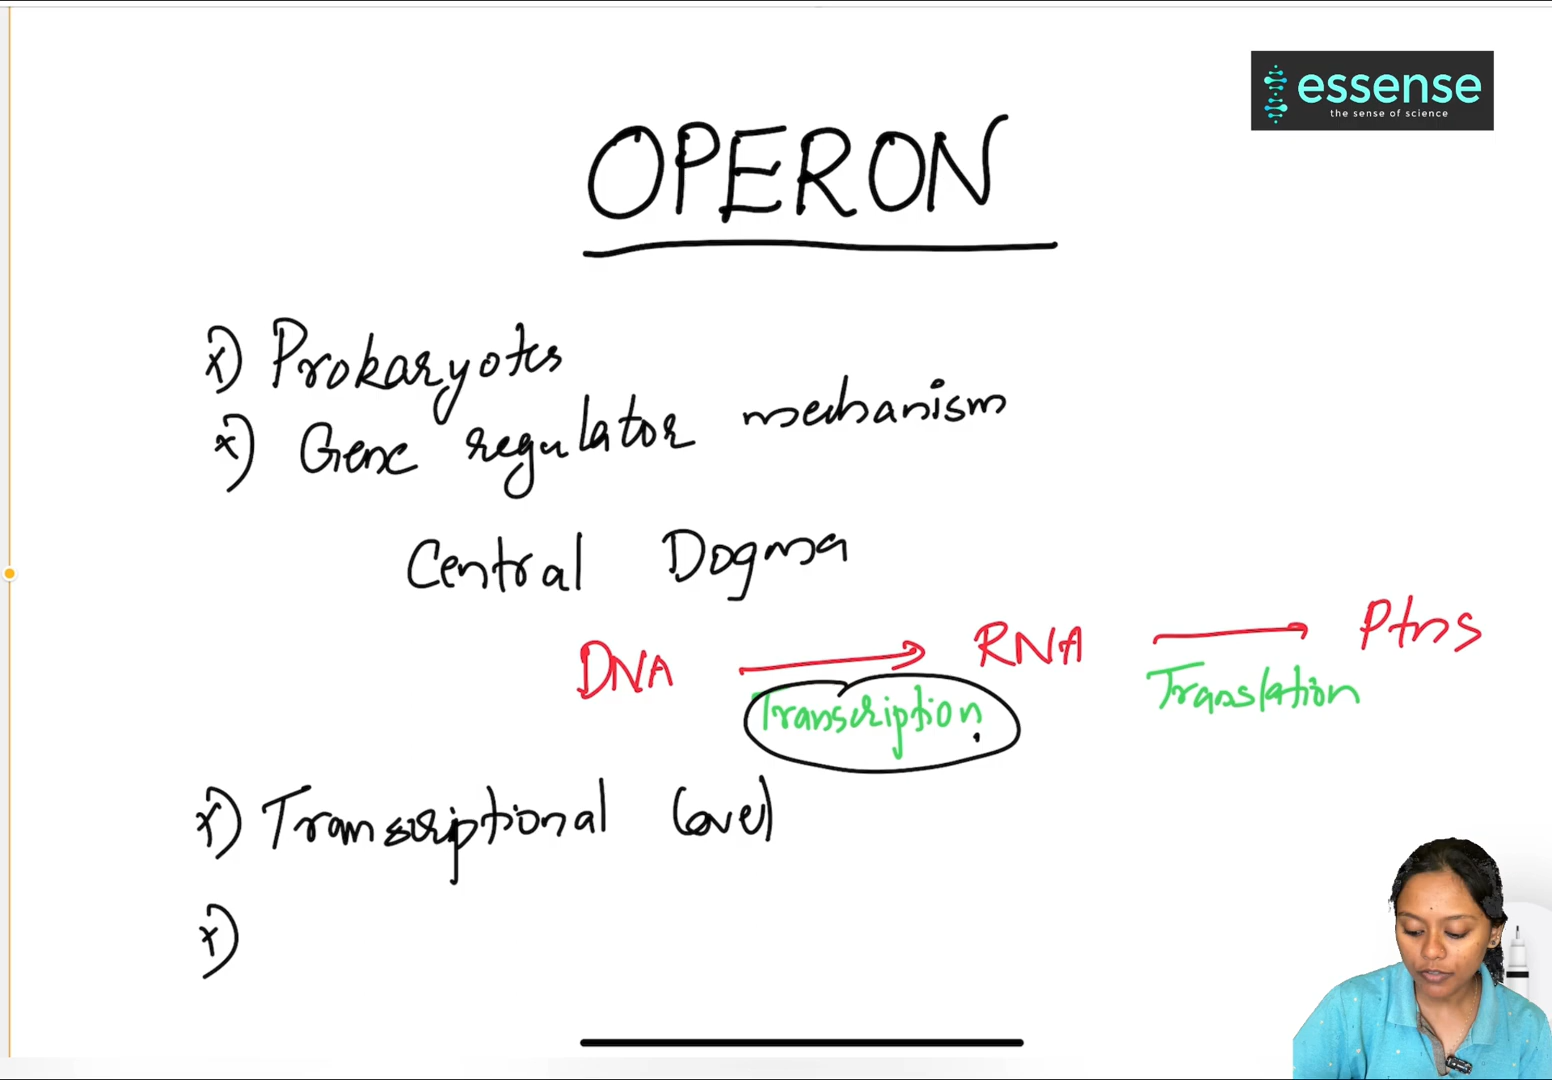 essense
the sense of science
OPERON
x) Prokaryotes
x) Gene regulator mechanism
Central Dogma
DNA → RNA → Ptns
Transcription Translation
x) Transcriptional level
x)